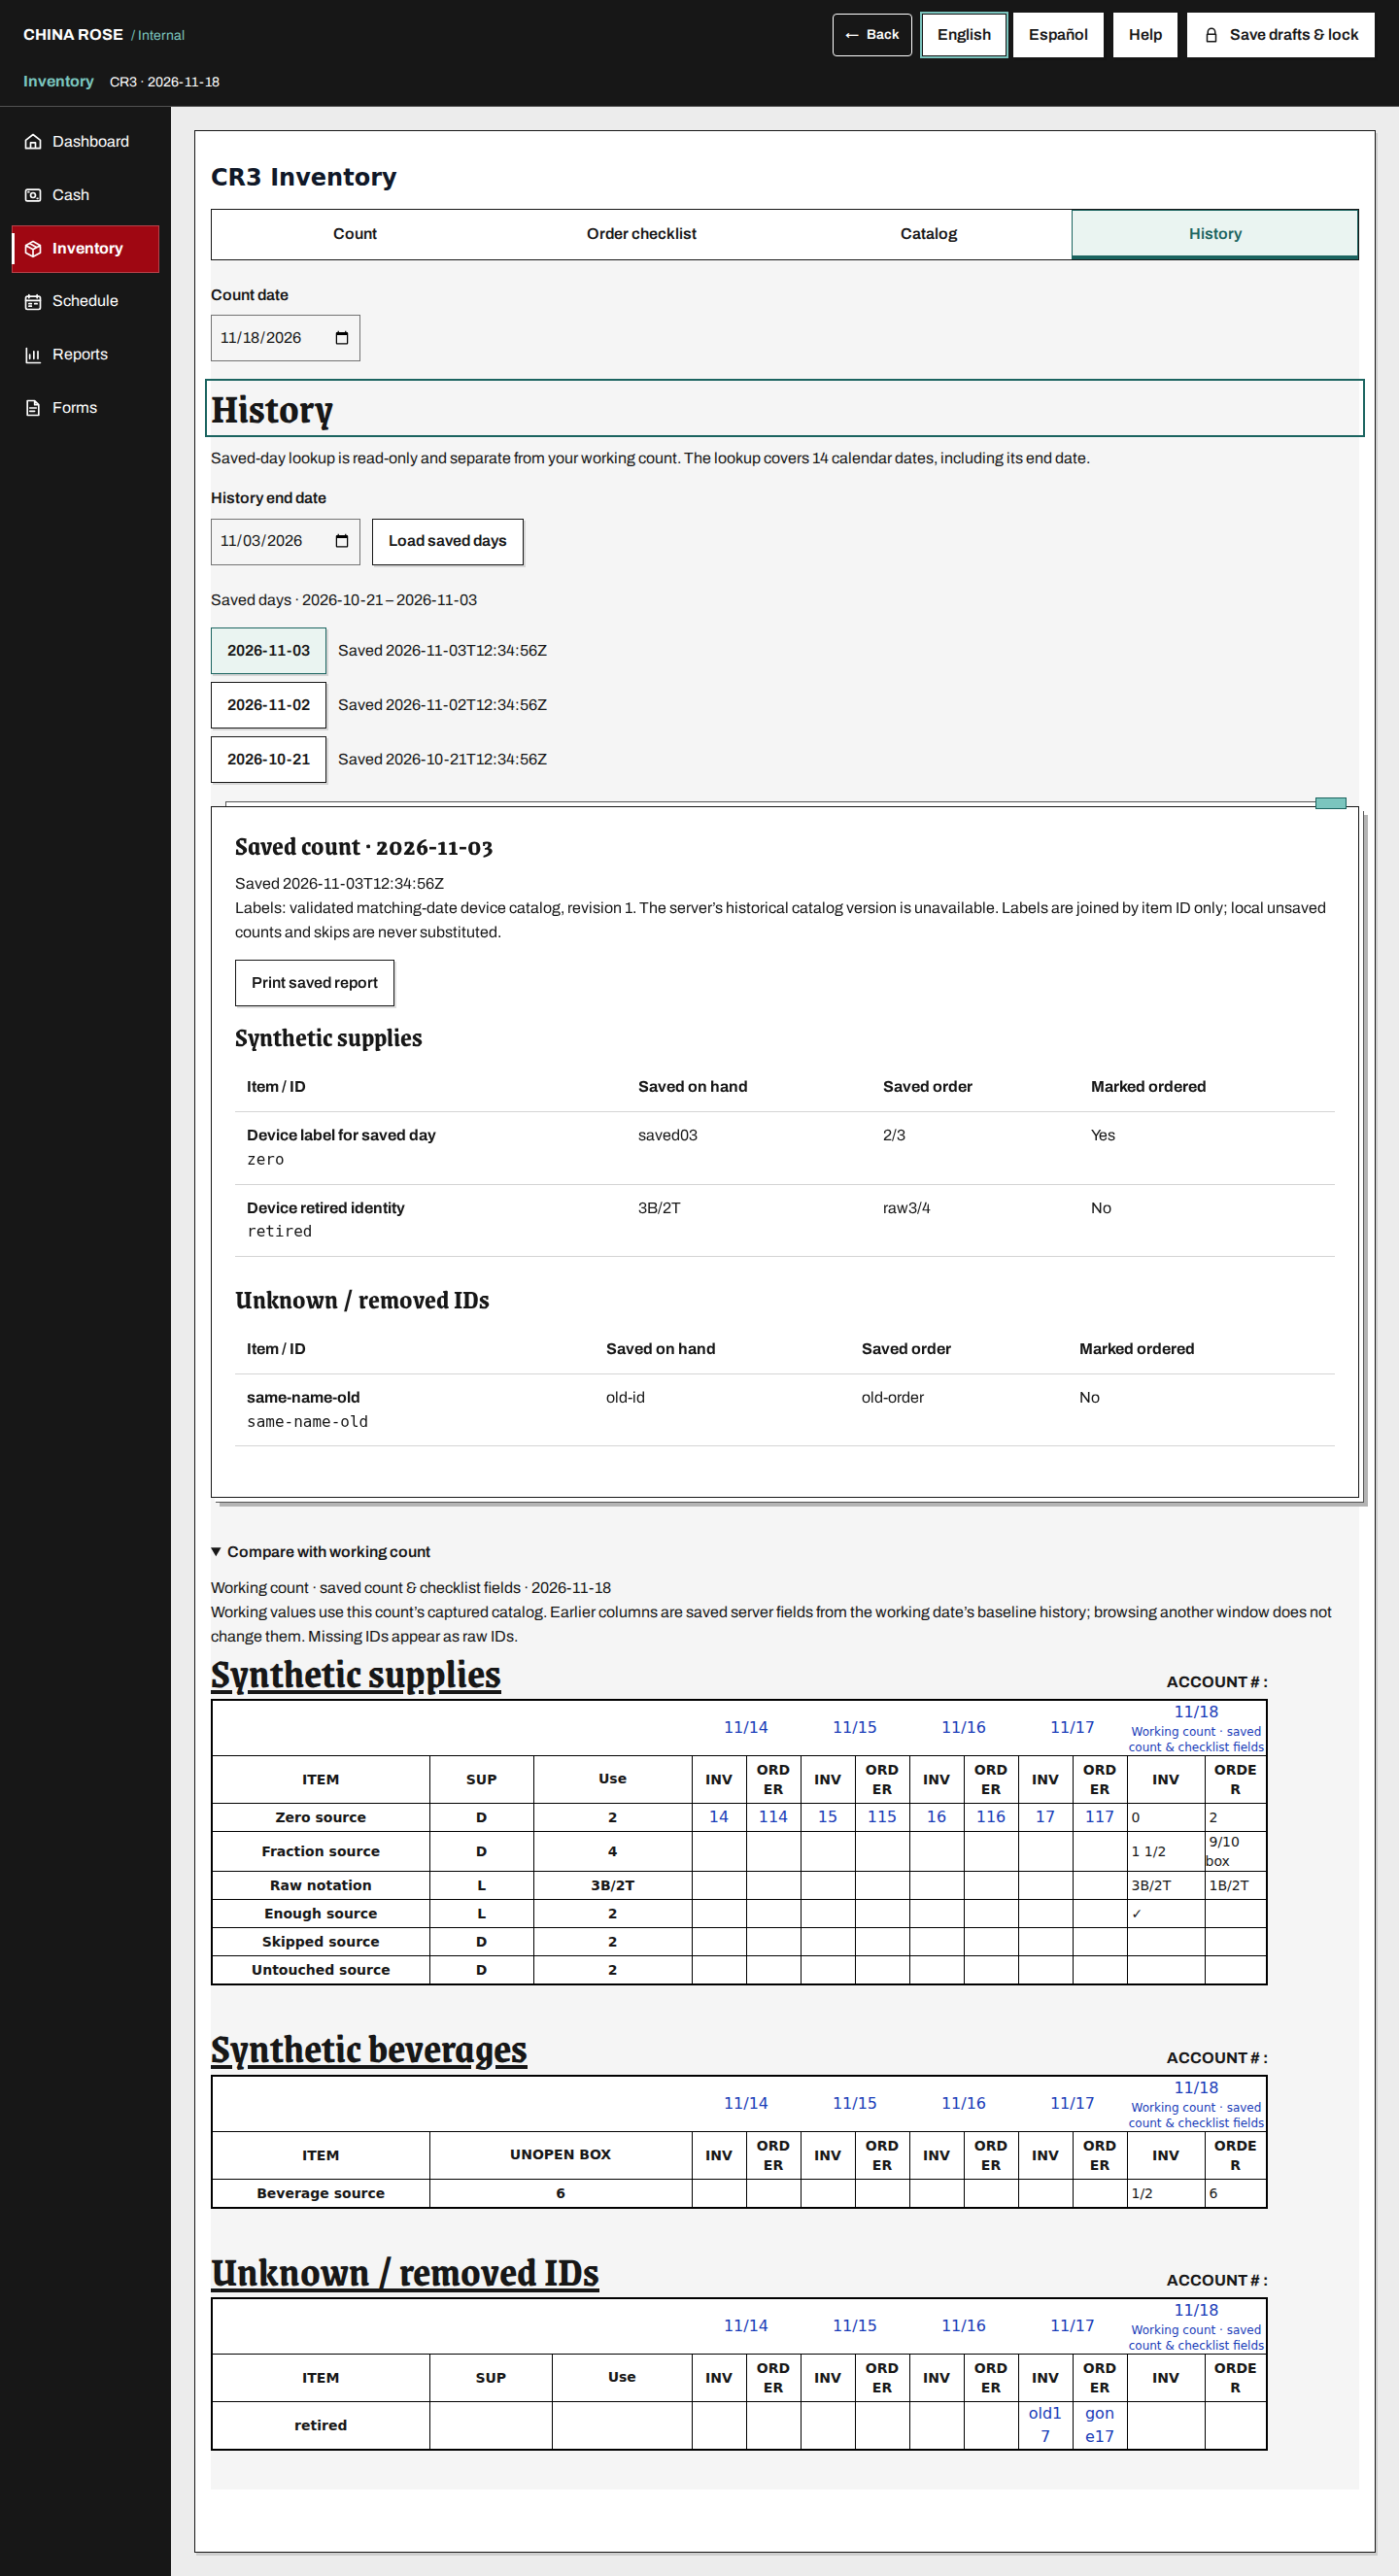 CHINA ROSE / Internal
← Back
English
Español
Help
Save drafts & lock
Inventory CR3 · 2026-11-18
Dashboard
Cash
Inventory
Schedule
Reports
Forms
CR3 Inventory
Count Order checklist Catalog History
Count date
11/18/2026
History
Saved-day lookup is read-only and separate from your working count. The lookup covers 14 calendar dates, including its end date.
History end date
11/03/2026 Load saved days
Saved days · 2026-10-21 – 2026-11-03
2026-11-03 Saved 2026-11-03T12:34:56Z
2026-11-02 Saved 2026-11-02T12:34:56Z
2026-10-21 Saved 2026-10-21T12:34:56Z
Saved count · 2026-11-03
Saved 2026-11-03T12:34:56Z
Labels: validated matching-date device catalog, revision 1. The server’s historical catalog version is unavailable. Labels are joined by item ID only; local unsaved
counts and skips are never substituted.
Print saved report
Synthetic supplies
Item / ID Saved on hand Saved order Marked ordered
Device label for saved day saved03 2/3 Yes
zero
Device retired identity 3B/2T raw3/4 No
retired
Unknown / removed IDs
Item / ID Saved on hand Saved order Marked ordered
same-name-old old-id old-order No
same-name-old
▼ Compare with working count
Working count · saved count & checklist fields · 2026-11-18
Working values use this count’s captured catalog. Earlier columns are saved server fields from the working date’s baseline history; browsing another window does not
change them. Missing IDs appear as raw IDs.
Synthetic supplies ACCOUNT # :
11/14 11/15 11/16 11/17 11/18
Working count · saved
count & checklist fields
ITEM SUP Use INV ORD INV ORD INV ORD INV ORD INV ORDE
ER ER ER ER R
Zero source D 2 14 114 15 115 16 116 17 117 0 2
Fraction source D 4 1 1/2 9/10
box
Raw notation L 3B/2T 3B/2T 1B/2T
Enough source L 2 ✓
Skipped source D 2
Untouched source D 2
Synthetic beverages ACCOUNT # :
11/14 11/15 11/16 11/17 11/18
Working count · saved
count & checklist fields
ITEM UNOPEN BOX INV ORD INV ORD INV ORD INV ORD INV ORDE
ER ER ER ER R
Beverage source 6 1/2 6
Unknown / removed IDs ACCOUNT # :
11/14 11/15 11/16 11/17 11/18
Working count · saved
count & checklist fields
ITEM SUP Use INV ORD INV ORD INV ORD INV ORD INV ORDE
ER ER ER ER R
retired old1 gon
7 e17